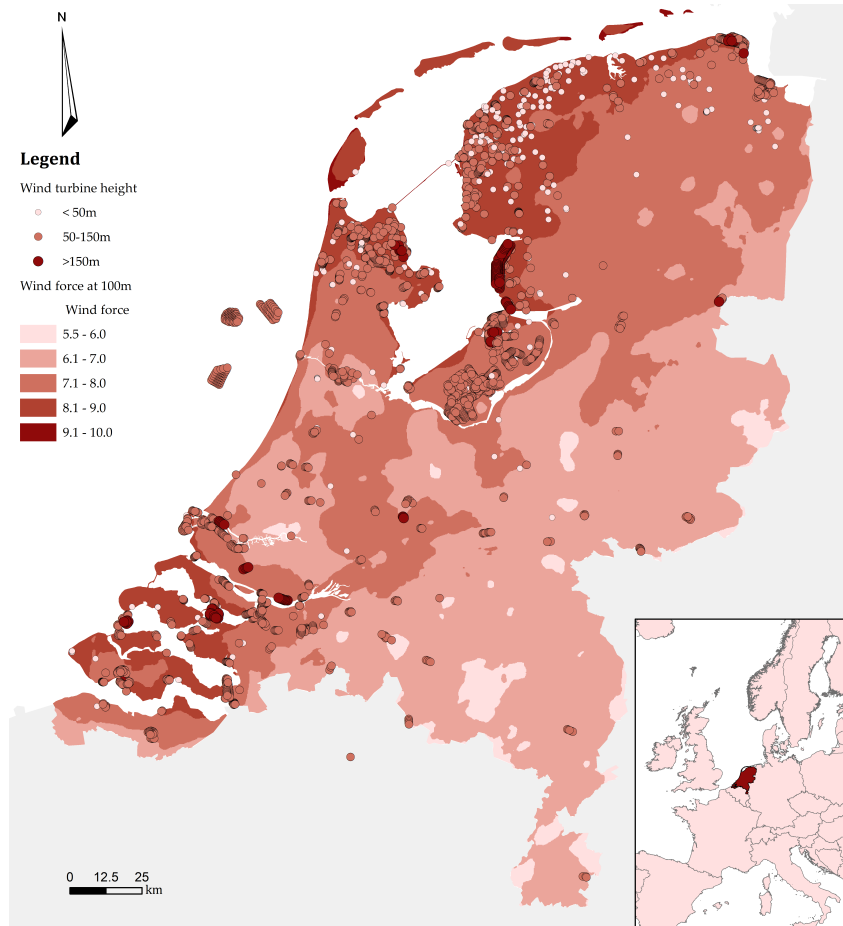 N
Legend
Wind turbine height
< 50m
50-150m
>150m
Wind force at 100m
Wind force
5.5 - 6.0
6.1 - 7.0
7.1 - 8.0
8.1 - 9.0
9.1 - 10.0
0 12.5 25
km